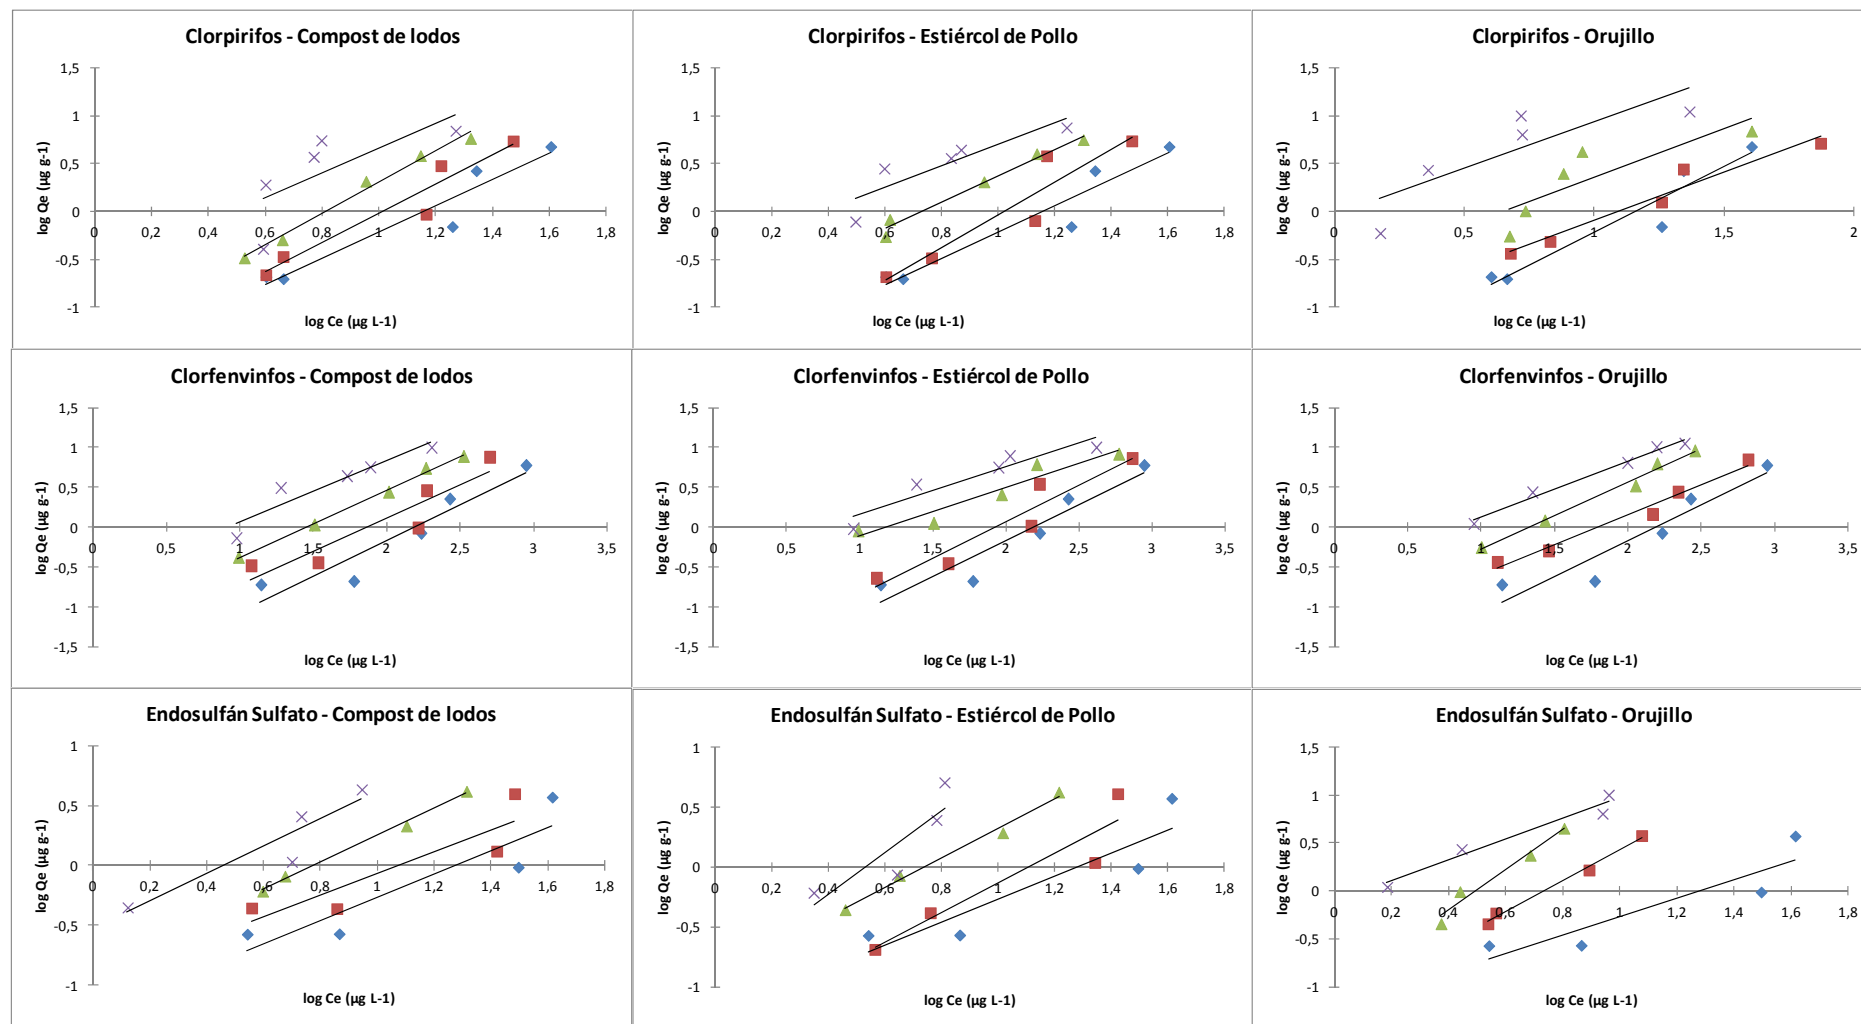 Clorpirifos - Compost de lodos
1,5
1
0,5
0
-0,5
-1
0 0,2 0,4 0,6 0,8 1 1,2 1,4 1,6 1,8
log Qe (µg g-1)
log Ce (µg L-1)
Clorpirifos - Estiércol de Pollo
1,5
1
0,5
0
-0,5
-1
0 0,2 0,4 0,6 0,8 1 1,2 1,4 1,6 1,8
log Qe (µg g-1)
log Ce (µg L-1)
Clorpirifos - Orujillo
1,5
1
0,5
0
-0,5
-1
0 0,5 1 1,5 2
log Qe (µg g-1)
log Ce (µg L-1)
Clorfenvinfos - Compost de lodos
1,5
1
0,5
0
-0,5
-1
-1,5
0 0,5 1 1,5 2 2,5 3 3,5
log Qe (µg g-1)
log Ce (µg L-1)
Clorfenvinfos - Estiércol de Pollo
1,5
1
0,5
0
-0,5
-1
-1,5
0 0,5 1 1,5 2 2,5 3 3,5
log Qe (µg g-1)
log Ce (µg L-1)
Clorfenvinfos - Orujillo
1,5
1
0,5
0
-0,5
-1
-1,5
0 0,5 1 1,5 2 2,5 3 3,5
log Qe (µg g-1)
log Ce (µg L-1)
Endosulfán Sulfato - Compost de lodos
1
0,5
0
-0,5
-1
0 0,2 0,4 0,6 0,8 1 1,2 1,4 1,6 1,8
log Qe (µg g-1)
log Ce (µg L-1)
Endosulfán Sulfato - Estiércol de Pollo
1
0,5
0
-0,5
-1
0 0,2 0,4 0,6 0,8 1 1,2 1,4 1,6 1,8
log Qe (µg g-1)
log Ce (µg L-1)
Endosulfán Sulfato - Orujillo
1,5
1
0,5
0
-0,5
-1
0 0,2 0,4 0,6 0,8 1 1,2 1,4 1,6 1,8
log Qe (µg g-1)
log Ce (µg L-1)